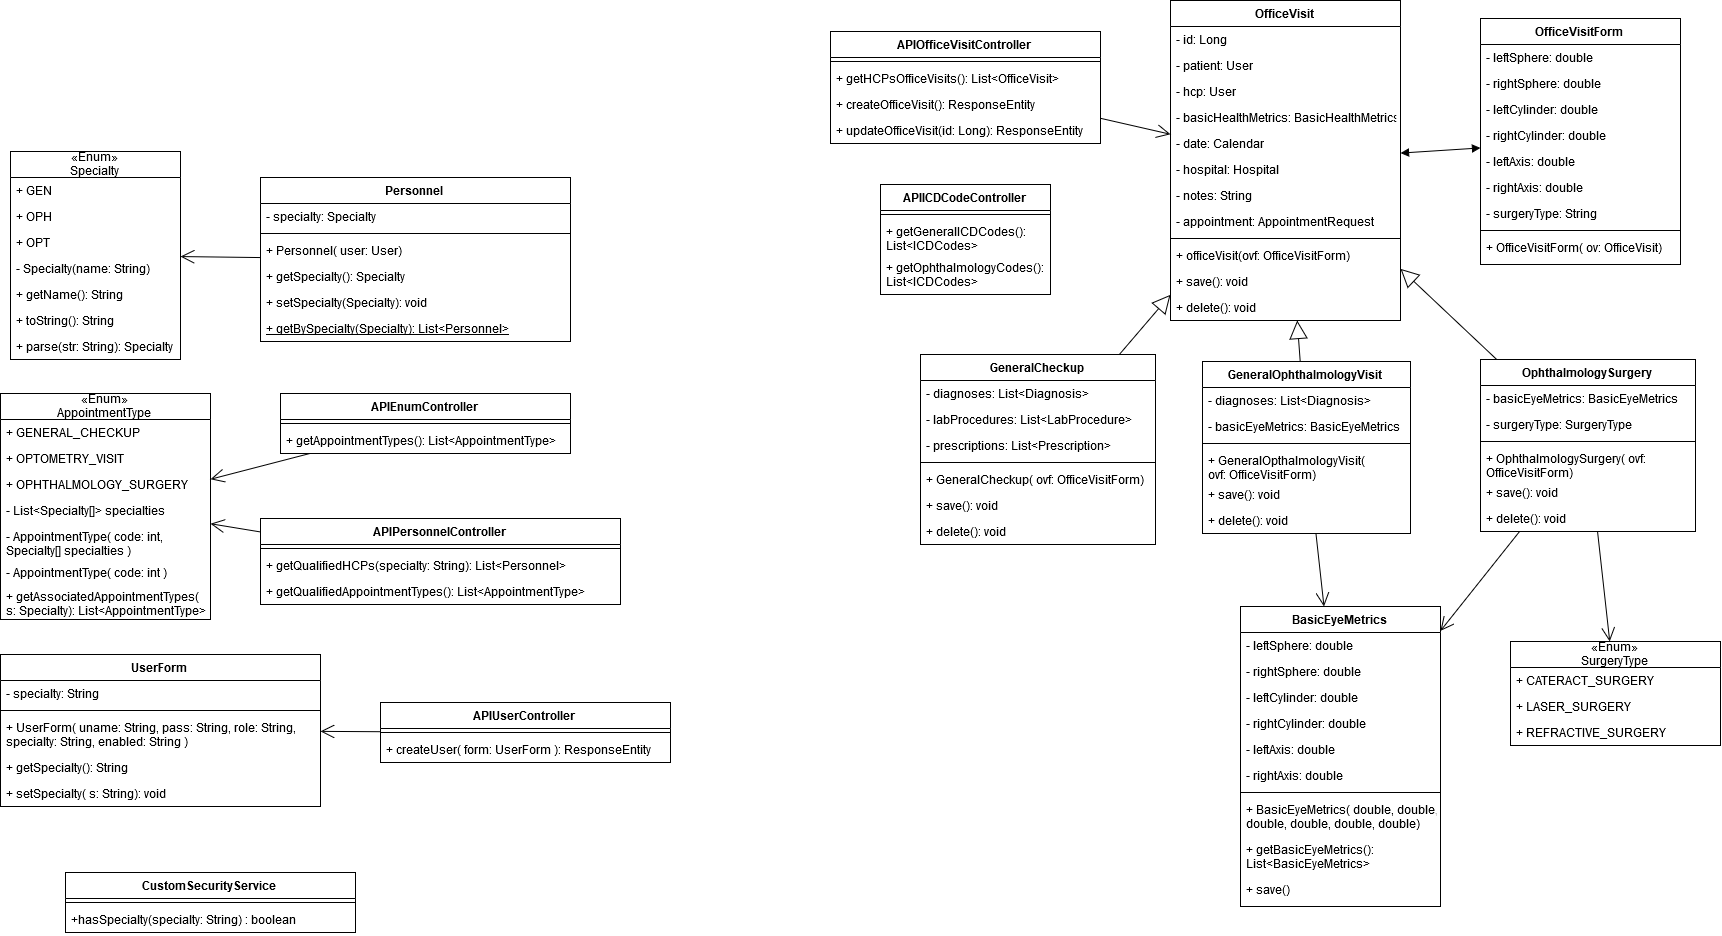 «Enum»
Specialty
+ GEN
+ OPH
+ OPT
- Specialty(name: String)
+ getName(): String
+ toString(): String
+ parse(str: String): Specialty
Personnel
- specialty: Specialty
+ Personnel( user: User)
+ getSpecialty(): Specialty
+ setSpecialty(Specialty): void
+ getBySpecialty(Specialty): List<Personnel>
«Enum»
AppointmentType
+ GENERAL_CHECKUP
+ OPTOMETRY_VISIT
+ OPHTHALMOLOGY_SURGERY
- List<Specialty[]> specialties
- AppointmentType( code: int,
Specialty[] specialties )
- AppointmentType( code: int )
+ getAssociatedAppointmentTypes(
s: Specialty): List<AppointmentType>
APIEnumController
+ getAppointmentTypes(): List<AppointmentType>
APIPersonnelController
+ getQualifiedHCPs(specialty: String): List<Personnel>
+ getQualifiedAppointmentTypes(): List<AppointmentType>
UserForm
- specialty: String
+ UserForm( uname: String, pass: String, role: String,
specialty: String, enabled: String )
+ getSpecialty(): String
+ setSpecialty( s: String): void
APIUserController
+ createUser( form: UserForm ): ResponseEntity
CustomSecurityService
+hasSpecialty(specialty: String) : boolean
APIOfficeVisitController
+ getHCPsOfficeVisits(): List<OfficeVisit>
+ createOfficeVisit(): ResponseEntity
+ updateOfficeVisit(id: Long): ResponseEntity
APIICDCodeController
+ getGeneralICDCodes():
List<ICDCodes>
+ getOphthalmologyCodes():
List<ICDCodes>
OfficeVisit
- id: Long
- patient: User
- hcp: User
- basicHealthMetrics: BasicHealthMetrics
- date: Calendar
- hospital: Hospital
- notes: String
- appointment: AppointmentRequest
+ officeVisit(ovf: OfficeVisitForm)
+ save(): void
+ delete(): void
OfficeVisitForm
- leftSphere: double
- rightSphere: double
- leftCylinder: double
- rightCylinder: double
- leftAxis: double
- rightAxis: double
- surgeryType: String
+ OfficeVisitForm( ov: OfficeVisit)
GeneralCheckup
- diagnoses: List<Diagnosis>
- labProcedures: List<LabProcedure>
- prescriptions: List<Prescription>
+ GeneralCheckup( ovf: OfficeVisitForm)
+ save(): void
+ delete(): void
GeneralOphthalmologyVisit
- diagnoses: List<Diagnosis>
- basicEyeMetrics: BasicEyeMetrics
+ GeneralOpthalmologyVisit(
ovf: OfficeVisitForm)
+ save(): void
+ delete(): void
OphthalmologySurgery
- basicEyeMetrics: BasicEyeMetrics
- surgeryType: SurgeryType
+ OphthalmologySurgery( ovf:
OfficeVisitForm)
+ save(): void
+ delete(): void
BasicEyeMetrics
- leftSphere: double
- rightSphere: double
- leftCylinder: double
- rightCylinder: double
- leftAxis: double
- rightAxis: double
+ BasicEyeMetrics( double, double,
double, double, double, double)
+ getBasicEyeMetrics():
List<BasicEyeMetrics>
+ save()
«Enum»
SurgeryType
+ CATERACT_SURGERY
+ LASER_SURGERY
+ REFRACTIVE_SURGERY